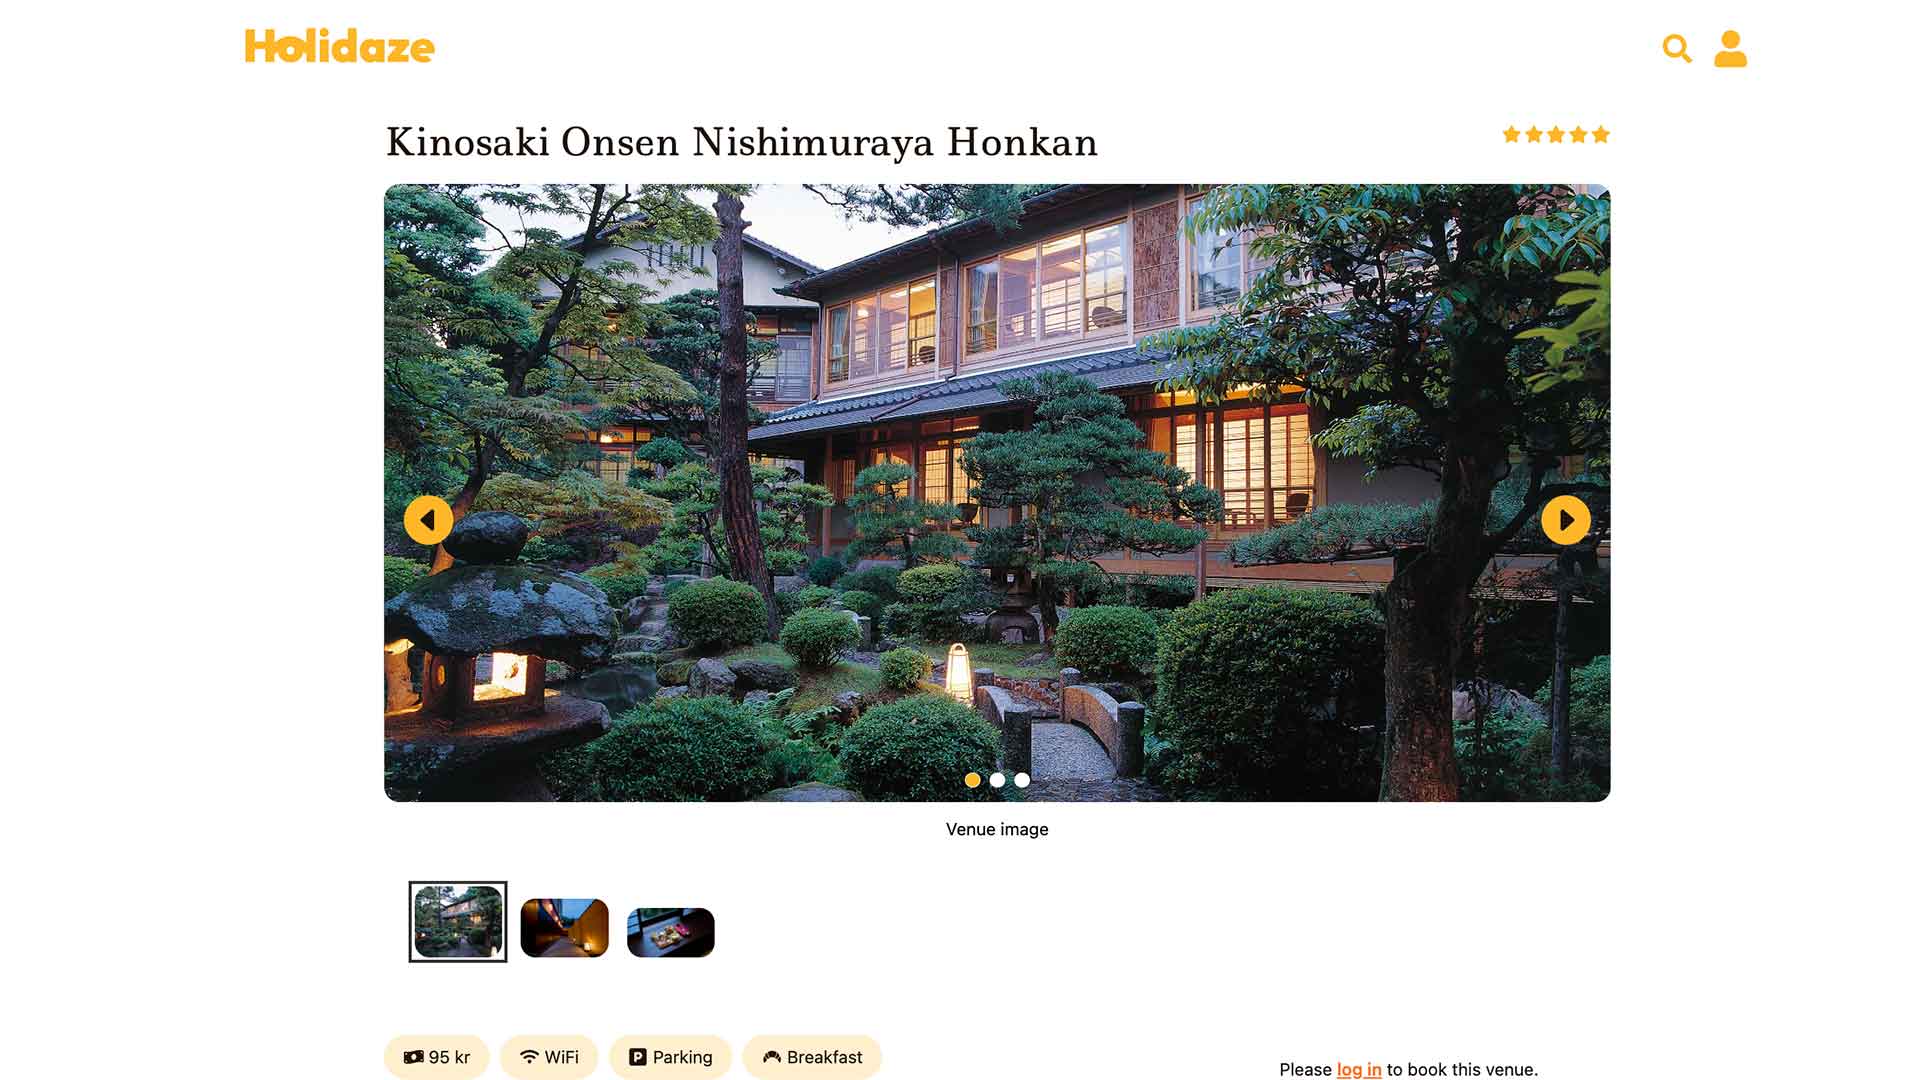 Holidaze
Kinosaki Onsen Nishimuraya Honkan
Venue image
95 kr
WiFi
P Parking
Breakfast
Please log in to book this venue.